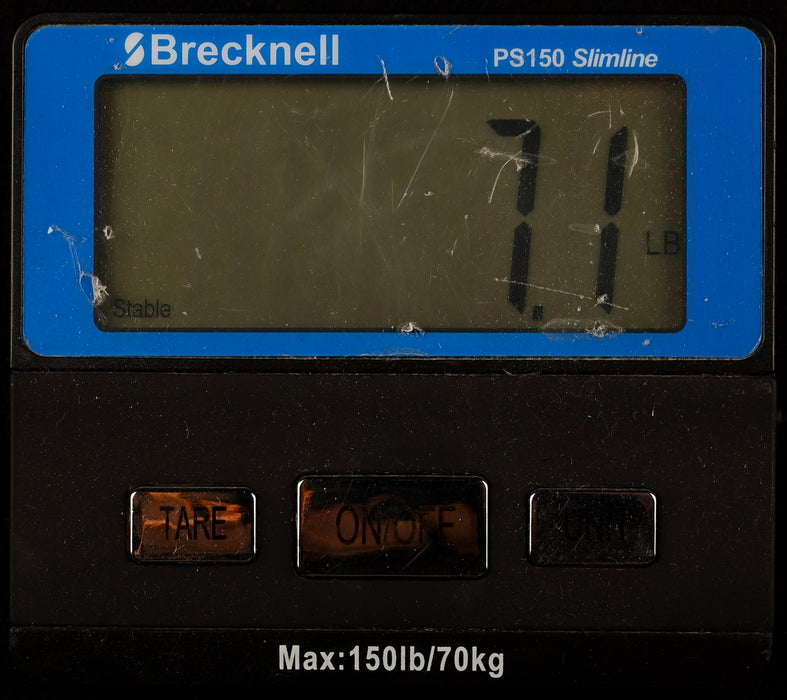 Brecknell
PS150 Slimline
7.1
LB
Stable
TARE
ON/OFF
UNIT
Max:150lb/70kg